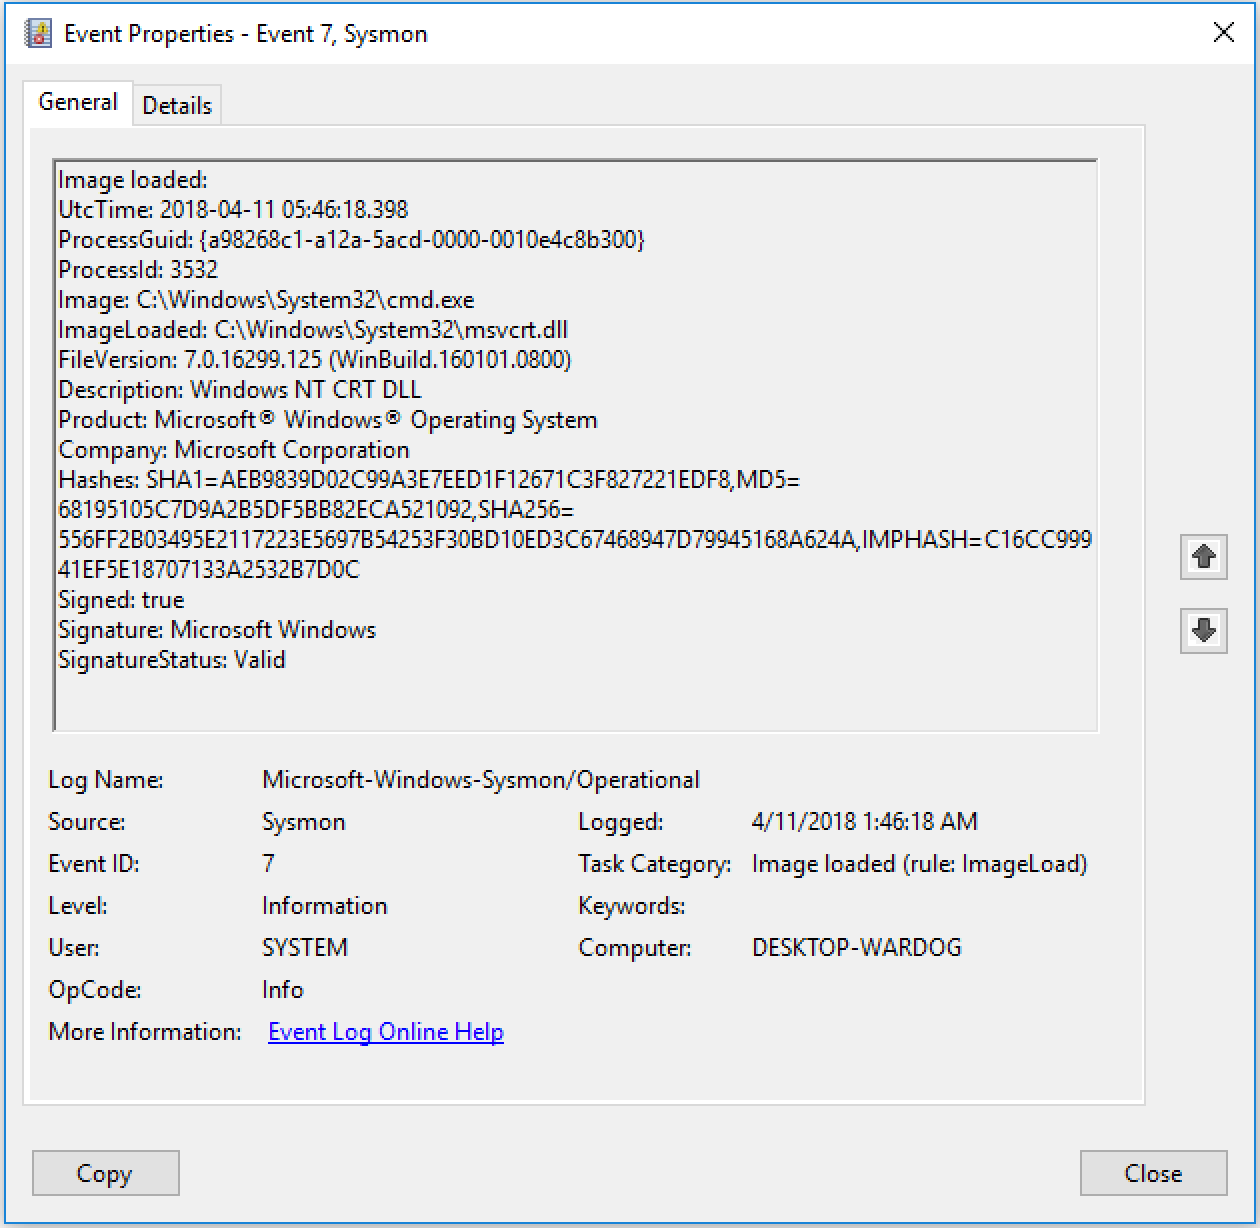 Event Properties - Event 7, Sysmon
General
Details
Image loaded:
UtcTime: 2018-04-11 05:46:18.398
ProcessGuid: {a98268c1-a12a-5acd-0000-0010e4c8b300}
ProcessId: 3532
Image: C:\Windows\System32\cmd.exe
ImageLoaded: C:\Windows\System32\msvcrt.dll
FileVersion: 7.0.16299.125 (WinBuild.160101.0800)
Description: Windows NT CRT DLL
Product: Microsoft® Windows® Operating System
Company: Microsoft Corporation
Hashes: SHA1=AEB9839D02C99A3E7EED1F12671C3F827221EDF8,MD5=
68195105C7D9A2B5DF5BB82ECA521092,SHA256=
556FF2B03495E2117223E5697B54253F30BD10ED3C67468947D79945168A624A,IMPHASH=C16CC999
41EF5E18707133A2532B7D0C
Signed: true
Signature: Microsoft Windows
SignatureStatus: Valid
Log Name: Microsoft-Windows-Sysmon/Operational
Source: Sysmon Logged: 4/11/2018 1:46:18 AM
Event ID: 7 Task Category: Image loaded (rule: ImageLoad)
Level: Information Keywords:
User: SYSTEM Computer: DESKTOP-WARDOG
OpCode: Info
More Information: Event Log Online Help
Copy
Close